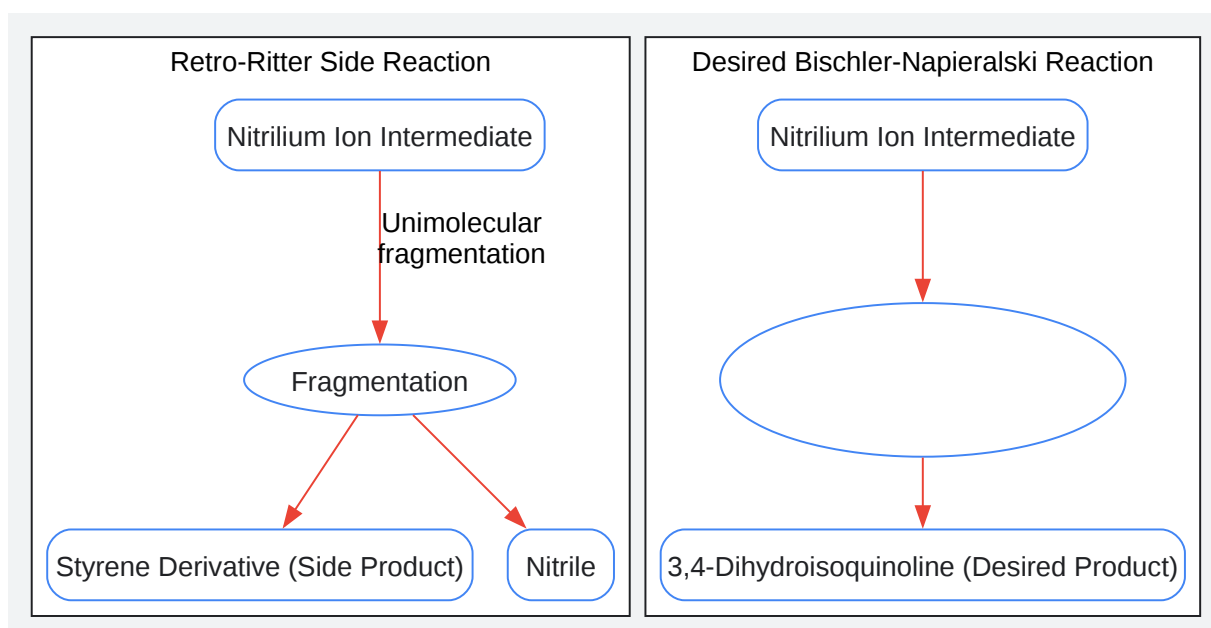 Retro-Ritter Side Reaction
Nitrilium Ion Intermediate
Unimolecular
fragmentation
Fragmentation
Styrene Derivative (Side Product)
Nitrile
Desired Bischler-Napieralski Reaction
Nitrilium Ion Intermediate
3,4-Dihydroisoquinoline (Desired Product)